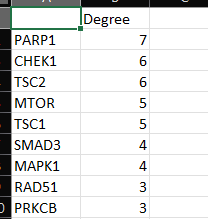 Degree
PARP1 7
CHEK1 6
TSC2 6
MTOR 5
TSC1 5
SMAD3 4
MAPK1 4
RAD51 3
PRKCB 3